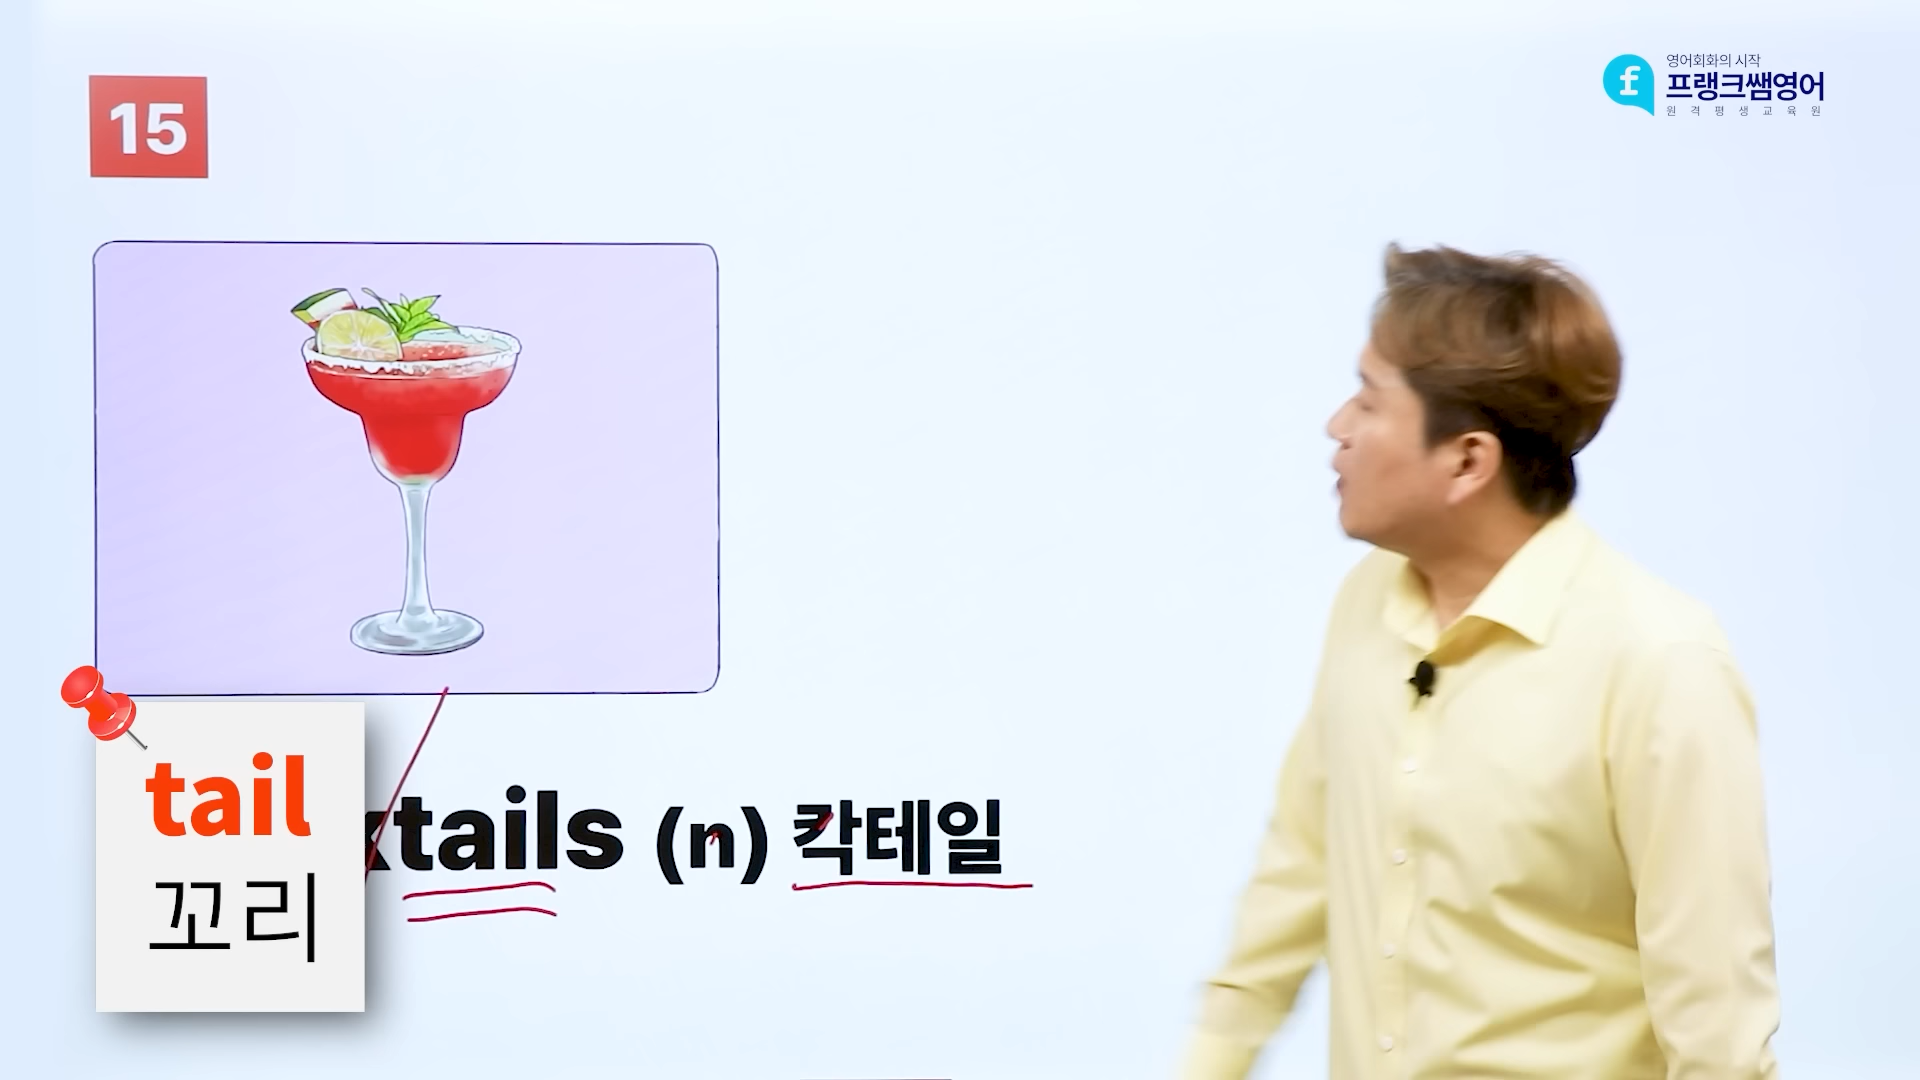 15
영어회화의 시작
프랭크쌤영어
원격평생교육원
tail
꼬리
ktails (n) 칵테일